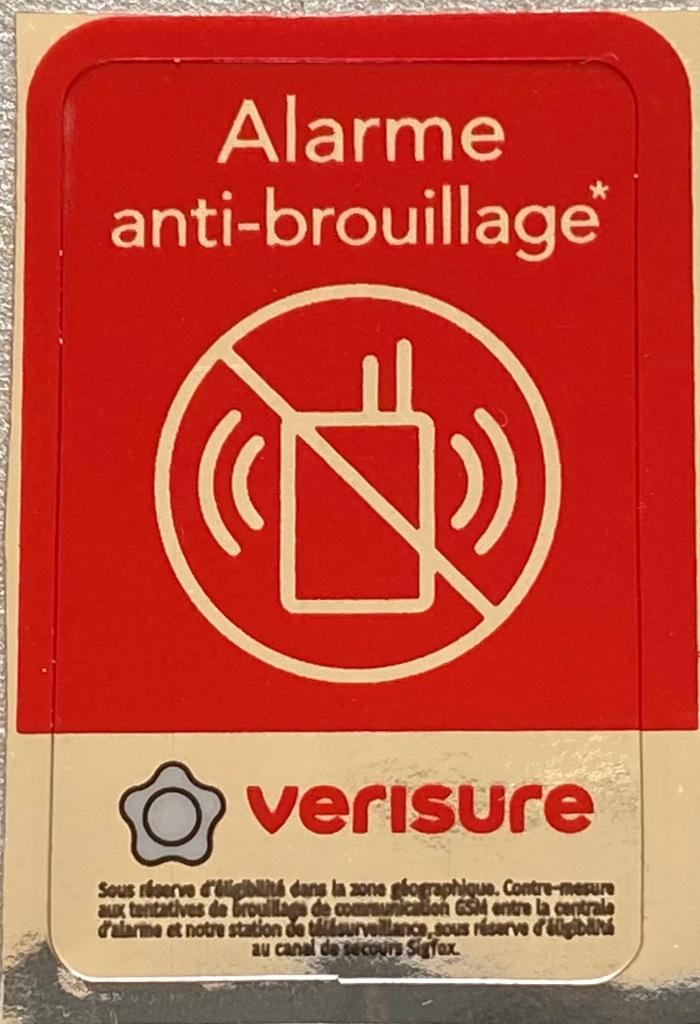 Alarme
anti-brouillage*
verisure
Sous réserve d'éligibilité dans la zone géographique. Contre-mesure
aux tentatives de brouillage de communication GSM entre la centrale
d'alarme et notre station de télésurveillance, sous réserve d'éligibilité
au canal de secours Sigfox.